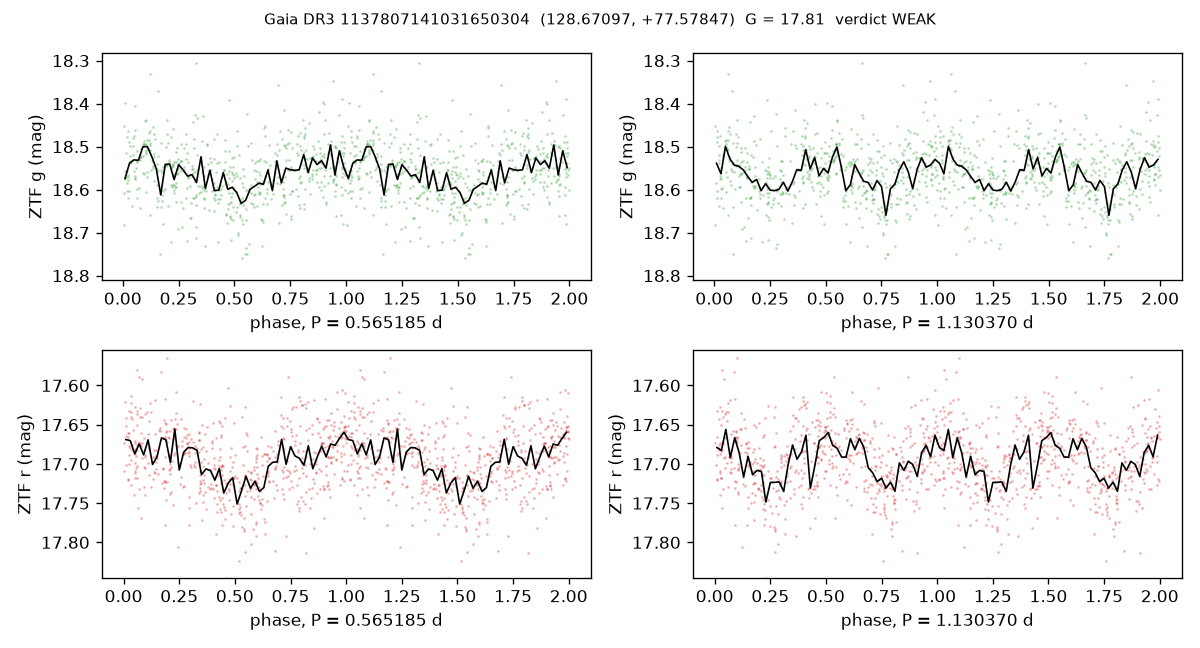 Gaia DR3 1137807141031650304 (128.67097, +77.57847) G = 17.81 verdict WEAK
ZTF g (mag)
18.3
18.4
18.5
18.6
18.7
18.8
0.00 0.25 0.50 0.75 1.00 1.25 1.50 1.75 2.00
phase, P = 0.565185 d
ZTF g (mag)
18.3
18.4
18.5
18.6
18.7
18.8
0.00 0.25 0.50 0.75 1.00 1.25 1.50 1.75 2.00
phase, P = 1.130370 d
ZTF r (mag)
17.60
17.65
17.70
17.75
17.80
0.00 0.25 0.50 0.75 1.00 1.25 1.50 1.75 2.00
phase, P = 0.565185 d
ZTF r (mag)
17.60
17.65
17.70
17.75
17.80
0.00 0.25 0.50 0.75 1.00 1.25 1.50 1.75 2.00
phase, P = 1.130370 d